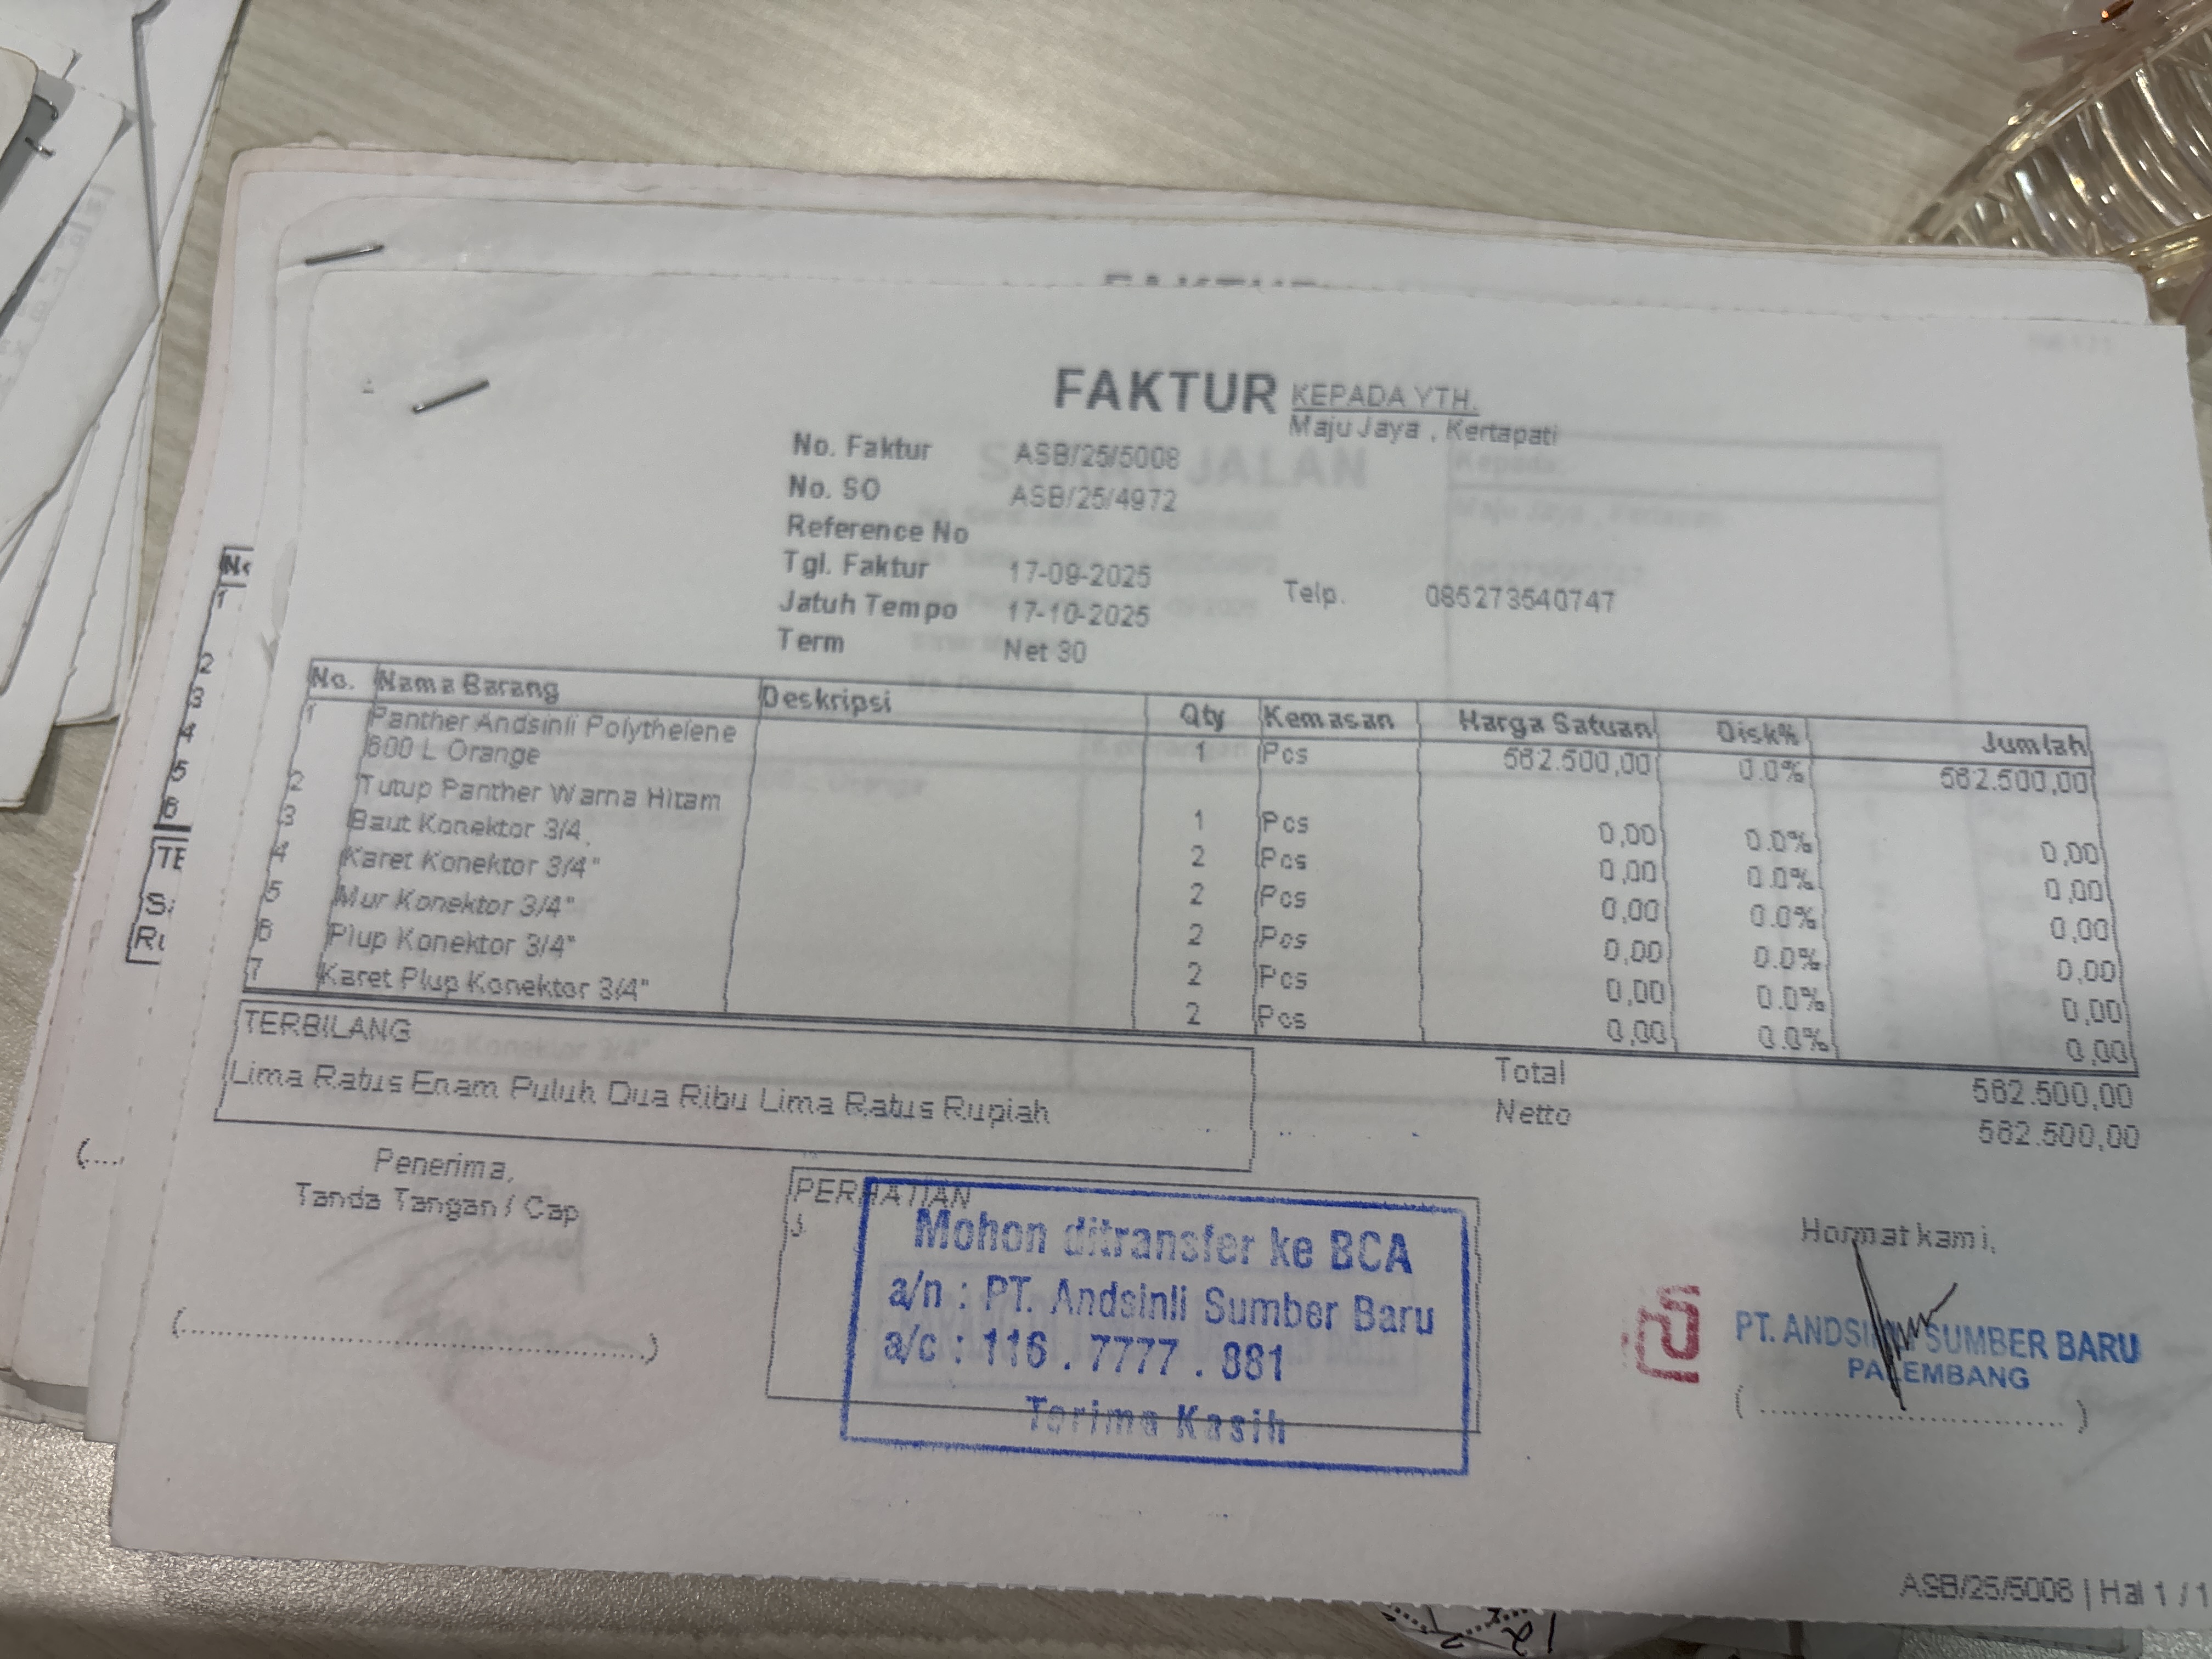 FAKTUR
KEPADA YTH.
Maju Jaya , Kertapati
No. Faktur ASB/25/5008
No. SO ASB/25/4972
Reference No
Tgl. Faktur 17-09-2025
Jatuh Tempo 17-10-2025
Term Net 30
Telp. 085273540747
No. Nama Barang Deskripsi Qty Kemasan Harga Satuan Disk% Jumlah
1 Panther Andsinli Polythelene 600 L Orange 1 Pcs 562.500,00 0.0% 562.500,00
2 Tutup Panther Warna Hitam 1 Pcs 0,00 0.0% 0,00
3 Baut Konektor 3/4 2 Pcs 0,00 0.0% 0,00
4 Karet Konektor 3/4" 2 Pcs 0,00 0.0% 0,00
5 Mur Konektor 3/4" 2 Pcs 0,00 0.0% 0,00
6 Plup Konektor 3/4" 2 Pcs 0,00 0.0% 0,00
7 Karet Plup Konektor 3/4" 2 Pcs 0,00 0.0% 0,00
TERBILANG
Lima Ratus Enam Puluh Dua Ribu Lima Ratus Rupiah
Total 562.500,00
Netto 562.500,00
Penerima,
Tanda Tangan / Cap
PERHATIAN
Mohon ditransfer ke BCA
a/n : PT. Andsinli Sumber Baru
a/c : 116 . 7777 . 881
Terima Kasih
Hormat kami,
PT. ANDSINLI SUMBER BARU
PALEMBANG
ASB/25/5008 | Hal 1 / 1